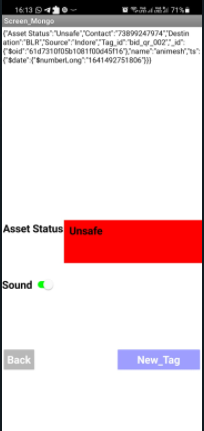 16:13
71%
Screen_Mongo
{"Asset Status":"Unsafe","Contact":"73899247974","Destin
ation":"BLR","Source":"Indore","Tag_id":"bid_qr_002","_id":
{"$oid":"61d7310f05b1081f00d45f16"},"name":"animesh","ts":
{"$date":{"$numberLong":"1641492751806"}}}
Asset Status Unsafe
Sound
Back New_Tag